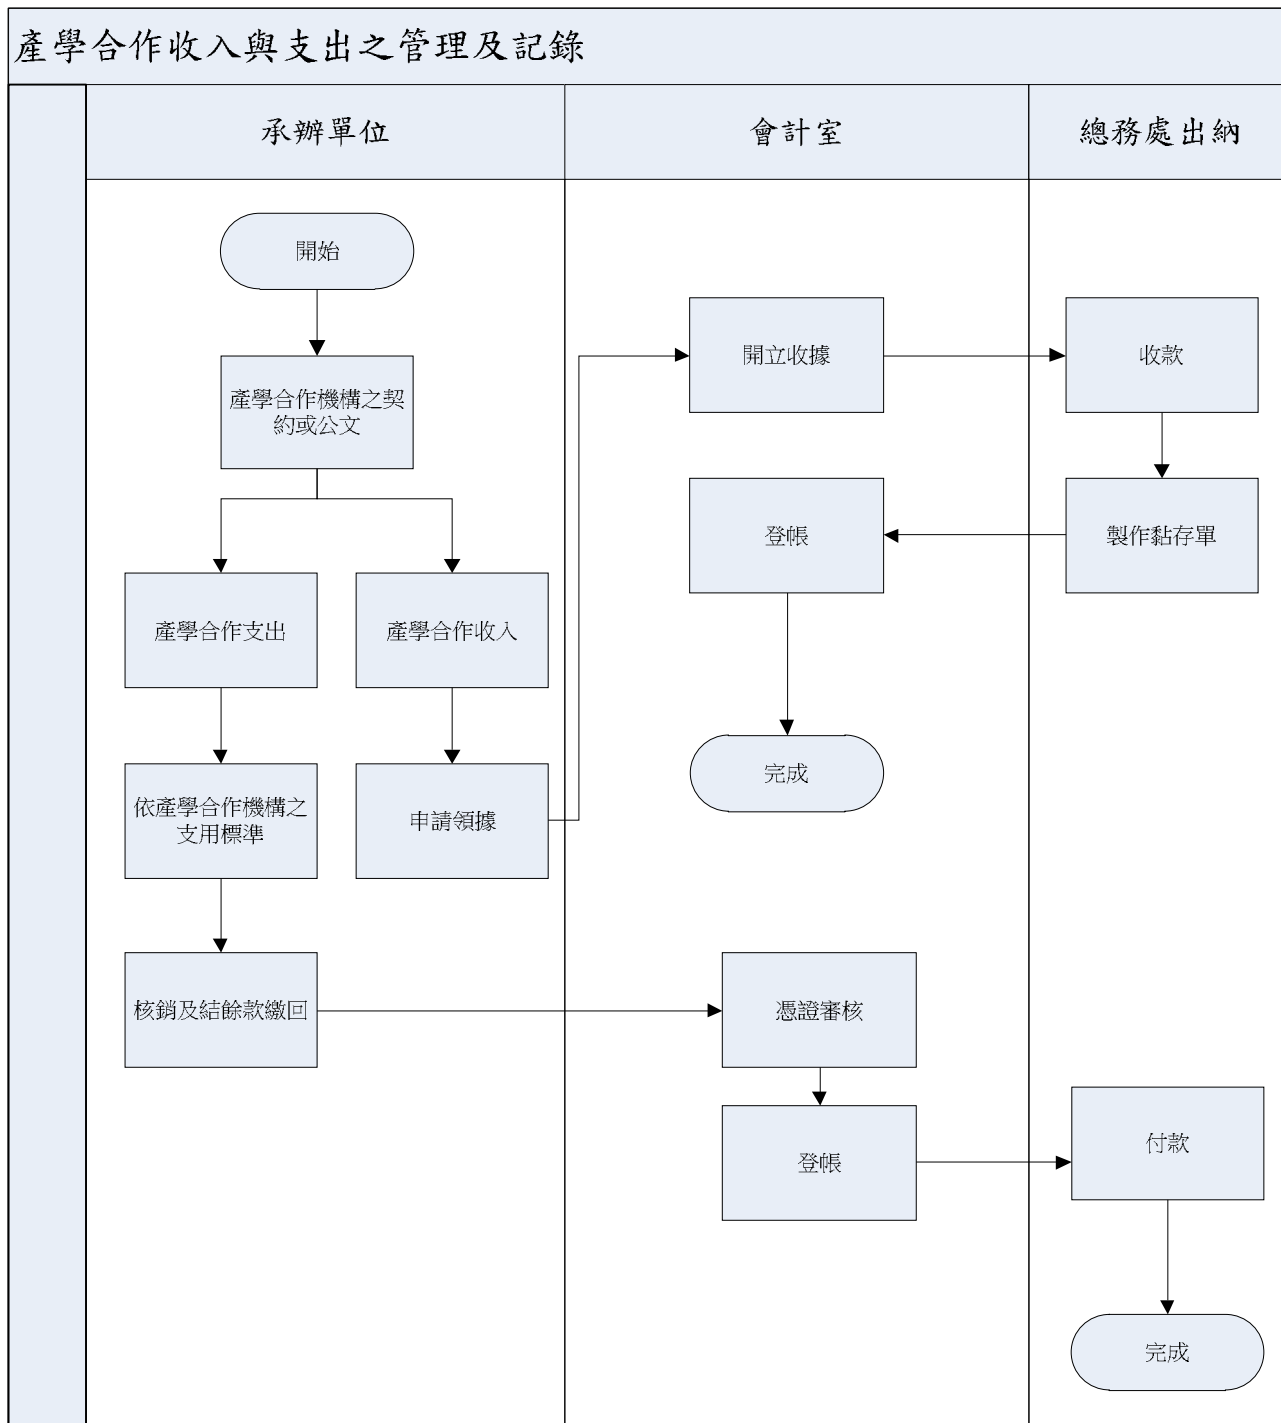 產學合作收入與支出之管理及記錄
承辦單位
會計室
總務處出納
開始
產學合作機構之契
約或公文
產學合作支出
產學合作收入
依產學合作機構之
支用標準
申請領據
核銷及結餘款繳回
開立收據
收款
製作黏存單
登帳
完成
憑證審核
登帳
付款
完成